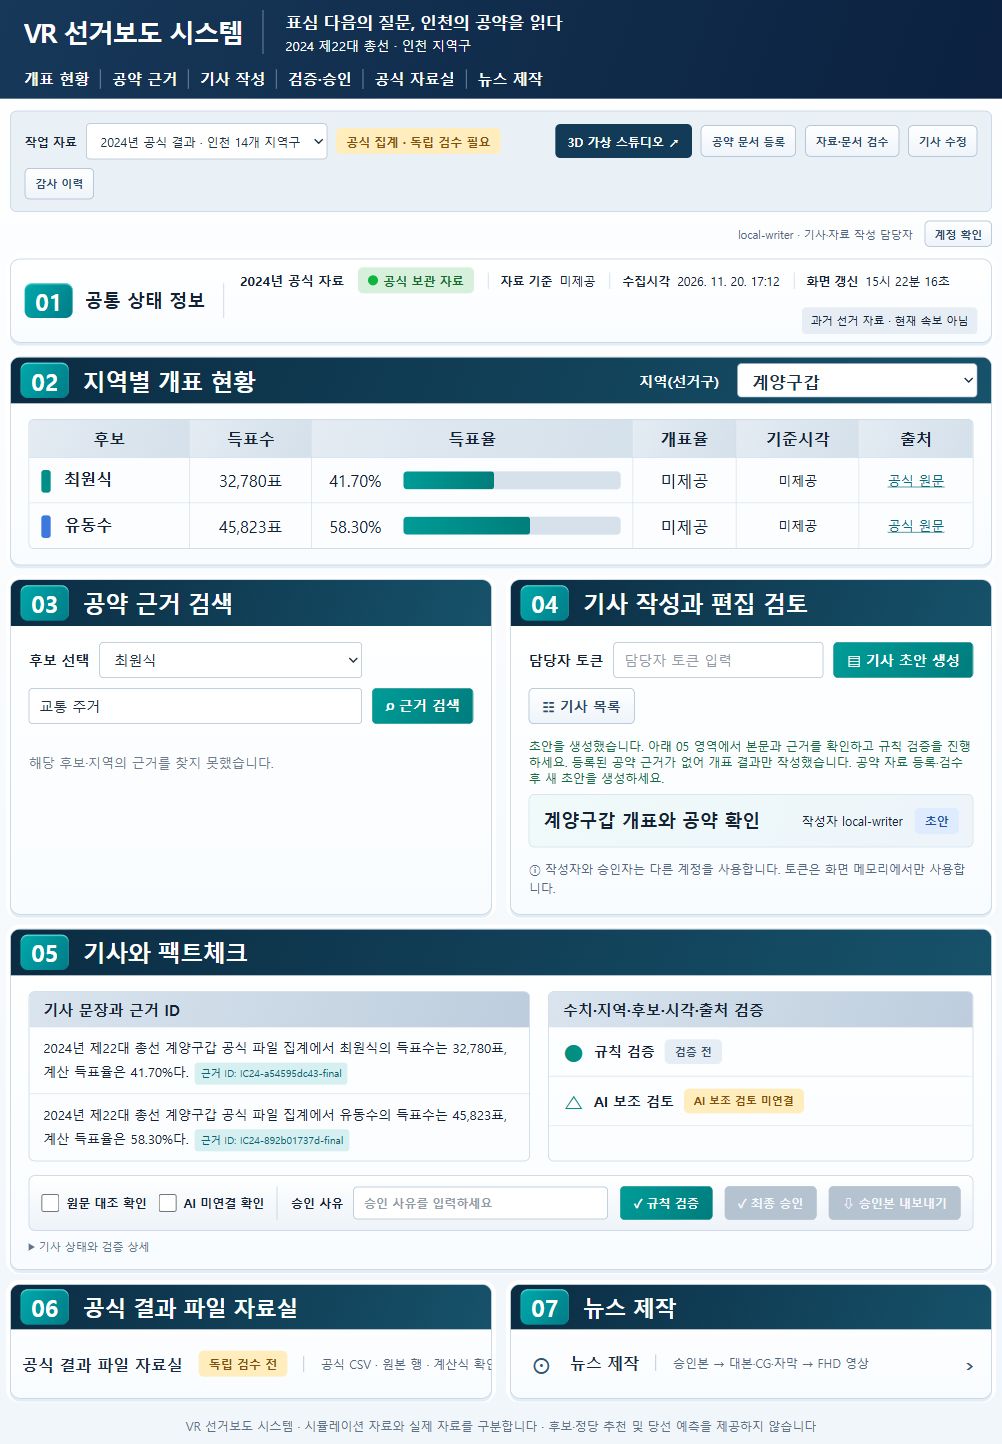 VR 선거보도 시스템
표심 다음의 질문, 인천의 공약을 읽다
2024 제22대 총선 · 인천 지역구
개표 현황 공약 근거 기사 작성 검증·승인 공식 자료실 뉴스 제작
작업 자료 2024년 공식 결과 · 인천 14개 지역구 공식 집계 · 독립 검수 필요 3D 가상 스튜디오 ↗ 공약 문서 등록 자료·문서 검수 기사 수정
감사 이력
local-writer · 기사·자료 작성 담당자 계정 확인
01 공통 상태 정보
2024년 공식 자료 공식 보관 자료 자료 기준 미제공 수집시각 2026. 11. 20. 17:12 화면 갱신 15시 22분 16초
과거 선거 자료 · 현재 속보 아님
02 지역별 개표 현황 지역(선거구) 계양구갑
후보 득표수 득표율 개표율 기준시각 출처
최원식 32,780표 41.70% 미제공 미제공 공식 원문
유동수 45,823표 58.30% 미제공 미제공 공식 원문
03 공약 근거 검색
후보 선택 최원식
교통 주거 ⌕ 근거 검색
해당 후보·지역의 근거를 찾지 못했습니다.
04 기사 작성과 편집 검토
담당자 토큰 담당자 토큰 입력 ▤ 기사 초안 생성
☷ 기사 목록
초안을 생성했습니다. 아래 05 영역에서 본문과 근거를 확인하고 규칙 검증을 진행
하세요. 등록된 공약 근거가 없어 개표 결과만 작성했습니다. 공약 자료 등록·검수
후 새 초안을 생성하세요.
계양구갑 개표와 공약 확인 작성자 local-writer 초안
ⓘ 작성자와 승인자는 다른 계정을 사용합니다. 토큰은 화면 메모리에서만 사용합
니다.
05 기사와 팩트체크
기사 문장과 근거 ID
2024년 제22대 총선 계양구갑 공식 파일 집계에서 최원식의 득표수는 32,780표,
계산 득표율은 41.70%다. 근거 ID: IC24-a54595dc43-final
2024년 제22대 총선 계양구갑 공식 파일 집계에서 유동수의 득표수는 45,823표,
계산 득표율은 58.30%다. 근거 ID: IC24-892b01737d-final
수치·지역·후보·시각·출처 검증
규칙 검증 검증 전
AI 보조 검토 AI 보조 검토 미연결
원문 대조 확인 AI 미연결 확인 승인 사유 승인 사유를 입력하세요 ✓ 규칙 검증 ✓ 최종 승인 ⇩ 승인본 내보내기
▶ 기사 상태와 검증 상세
06 공식 결과 파일 자료실
공식 결과 파일 자료실 독립 검수 전 공식 CSV · 원본 행 · 계산식 확인
07 뉴스 제작
⊙ 뉴스 제작 승인본 → 대본·CG·자막 → FHD 영상 ›
VR 선거보도 시스템 · 시뮬레이션 자료와 실제 자료를 구분합니다 · 후보·정당 추천 및 당선 예측을 제공하지 않습니다